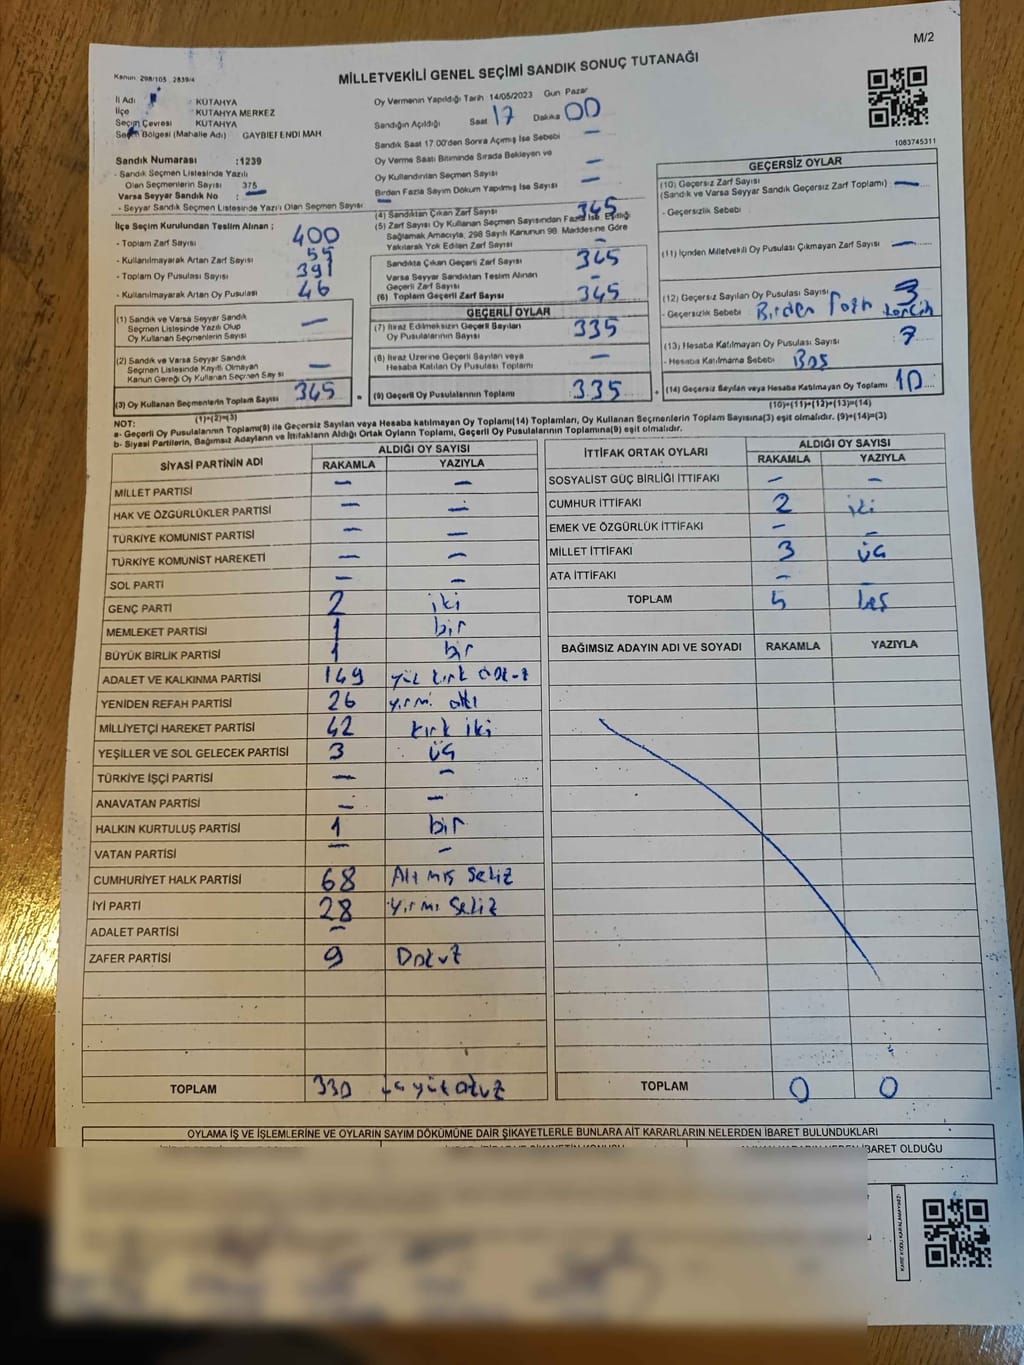 M/2
Kanun: 298/105 , 2839/4
MİLLETVEKİLİ GENEL SEÇİMİ SANDIK SONUÇ TUTANAĞI
İl Adı : KÜTAHYA
İlçe : KÜTAHYA MERKEZ
Seçim Çevresi : KÜTAHYA
Seçim Bölgesi (Mahalle Adı) GAYBİEFENDİ MAH
Sandık Numarası :1239
- Sandık Seçmen Listesinde Yazılı
Olan Seçmenlerin Sayısı 375
Varsa Seyyar Sandık No : —
- Seyyar Sandık Seçmen Listesinde Yazılı Olan Seçmen Sayısı —
İlçe Seçim Kurulundan Teslim Alınan ;
- Toplam Zarf Sayısı 400
- Kullanılmayarak Artan Zarf Sayısı 55
- Toplam Oy Pusulası Sayısı 391
- Kullanılmayarak Artan Oy Pusulası 46
(1) Sandık ve Varsa Seyyar Sandık
Seçmen Listesinde Yazılı Olup
Oy Kullanan Seçmenlerin Sayısı —
(2) Sandık ve Varsa Seyyar Sandık
Seçmen Listesinde Kayıtlı Olmayan
Kanun Gereği Oy Kullanan Seçmen Sayısı —
(3) Oy Kullanan Seçmenlerin Toplam Sayısı 345
(1)+(2)=(3)
Oy Vermenin Yapıldığı Tarih 14/05/2023 Gün Pazar
Sandığın Açıldığı Saat 17 Dakika 00
Sandık Saat 17.00'den Sonra Açılmış İse Sebebi —
Oy Verme Saati Bitiminde Sırada Bekleyen ve
Oy Kullandırılan Seçmen Sayısı —
Birden Fazla Sayım Döküm Yapılmış İse Sayısı —
(4) Sandıktan Çıkan Zarf Sayısı 345
(5) Zarf Sayısı Oy Kullanan Seçmen Sayısından Fazla İse, Eşitliği
Sağlamak Amacıyla, 298 Sayılı Kanunun 98. Maddesine Göre
Yakılarak Yok Edilen Zarf Sayısı —
Sandıkta Çıkan Geçerli Zarf Sayısı 345
Varsa Seyyar Sandıktan Teslim Alınan
Geçerli Zarf Sayısı —
(6) Toplam Geçerli Zarf Sayısı 345
GEÇERLİ OYLAR
(7) İtiraz Edilmeksizin Geçerli Sayılan
Oy Pusulalarının Sayısı 335
(8) İtiraz Üzerine Geçerli Sayılan veya
Hesaba Katılan Oy Pusulası Toplamı —
(9) Geçerli Oy Pusulalarının Toplamı 335
1083745311
GEÇERSİZ OYLAR
(10) Geçersiz Zarf Sayısı
(Sandık ve Varsa Seyyar Sandık Geçersiz Zarf Toplamı) —
- Geçersizlik Sebebi
(11) İçinden Milletvekili Oy Pusulası Çıkmayan Zarf Sayısı —
(12) Geçersiz Sayılan Oy Pusulası Sayısı 3
- Geçersizlik Sebebi Birden Fazla tercih
(13) Hesaba Katılmayan Oy Pusulası Sayısı 7
- Hesaba Katılmama Sebebi Boş
(14) Geçersiz Sayılan veya Hesaba Katılmayan Oy Toplamı 10
(10)+(11)+(12)+(13)=(14)
NOT:
a- Geçerli Oy Pusulalarının Toplamı(9) ile Geçersiz Sayılan veya Hesaba katılmayan Oy Toplamı(14) Toplamları, Oy Kullanan Seçmenlerin Toplam Sayısına(3) eşit olmalıdır. (9)+(14)=(3)
b- Siyasi Partilerin, Bağımsız Adayların ve İttifakların Aldığı Ortak Oyların Toplamı, Geçerli Oy Pusulalarının Toplamına(9) eşit olmalıdır.
SİYASİ PARTİNİN ADI ALDIĞI OY SAYISI
RAKAMLA YAZIYLA
MİLLET PARTİSİ — —
HAK VE ÖZGÜRLÜKLER PARTİSİ — —
TÜRKİYE KOMÜNİST PARTİSİ — —
TÜRKİYE KOMÜNİST HAREKETİ — —
SOL PARTİ — —
GENÇ PARTİ 2 iki
MEMLEKET PARTİSİ 1 bir
BÜYÜK BİRLİK PARTİSİ 1 bir
ADALET VE KALKINMA PARTİSİ 149 yüz kırk dokuz
YENİDEN REFAH PARTİSİ 26 yirmi altı
MİLLİYETÇİ HAREKET PARTİSİ 42 kırk iki
YEŞİLLER VE SOL GELECEK PARTİSİ 3 üç
TÜRKİYE İŞÇİ PARTİSİ — —
ANAVATAN PARTİSİ — —
HALKIN KURTULUŞ PARTİSİ 1 bir
VATAN PARTİSİ — —
CUMHURİYET HALK PARTİSİ 68 Altmış Sekiz
İYİ PARTİ 28 Yirmi Sekiz
ADALET PARTİSİ —
ZAFER PARTİSİ 9 Dokuz
TOPLAM 330 üç yüz otuz
İTTİFAK ORTAK OYLARI ALDIĞI OY SAYISI
RAKAMLA YAZIYLA
SOSYALİST GÜÇ BİRLİĞİ İTTİFAKI — —
CUMHUR İTTİFAKI 2 iki
EMEK VE ÖZGÜRLÜK İTTİFAKI — —
MİLLET İTTİFAKI 3 üç
ATA İTTİFAKI — —
TOPLAM 5 beş
BAĞIMSIZ ADAYIN ADI VE SOYADI RAKAMLA YAZIYLA
TOPLAM 0 0
OYLAMA İŞ VE İŞLEMLERİNE VE OYLARIN SAYIM DÖKÜMÜNE DAİR ŞİKAYETLERLE BUNLARA AİT KARARLARIN NELERDEN İBARET BULUNDUKLARI
İBARET OLDUĞU
KARE KODU KARALAMAYINIZ!